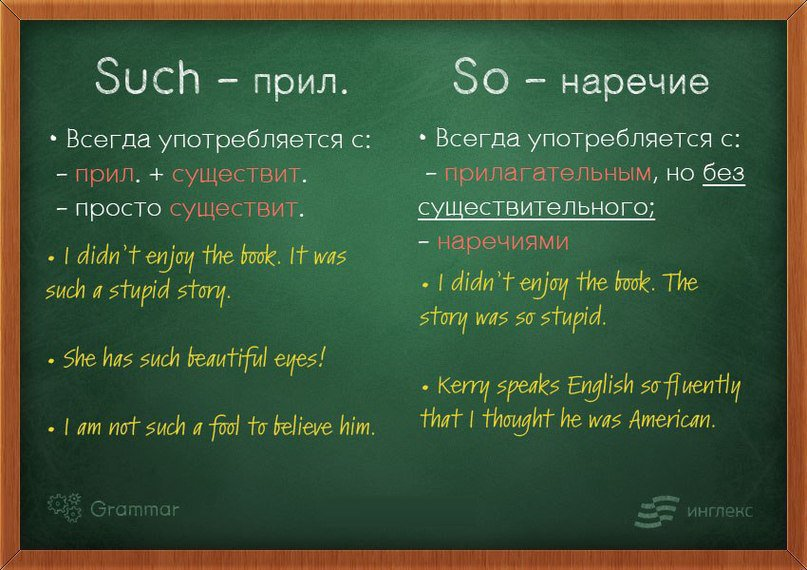 Such – прил.
• Всегда употребляется с:
– прил. + существит.
– просто существит.
• I didn't enjoy the book. It was
such a stupid story.
• She has such beautiful eyes!
• I am not such a fool to believe him.
So – наречие
• Всегда употребляется с:
– прилагательным, но без
существительного;
– наречиями
• I didn't enjoy the book. The
story was so stupid.
• Kerry speaks English so fluently
that I thought he was American.
Grammar
инглекс